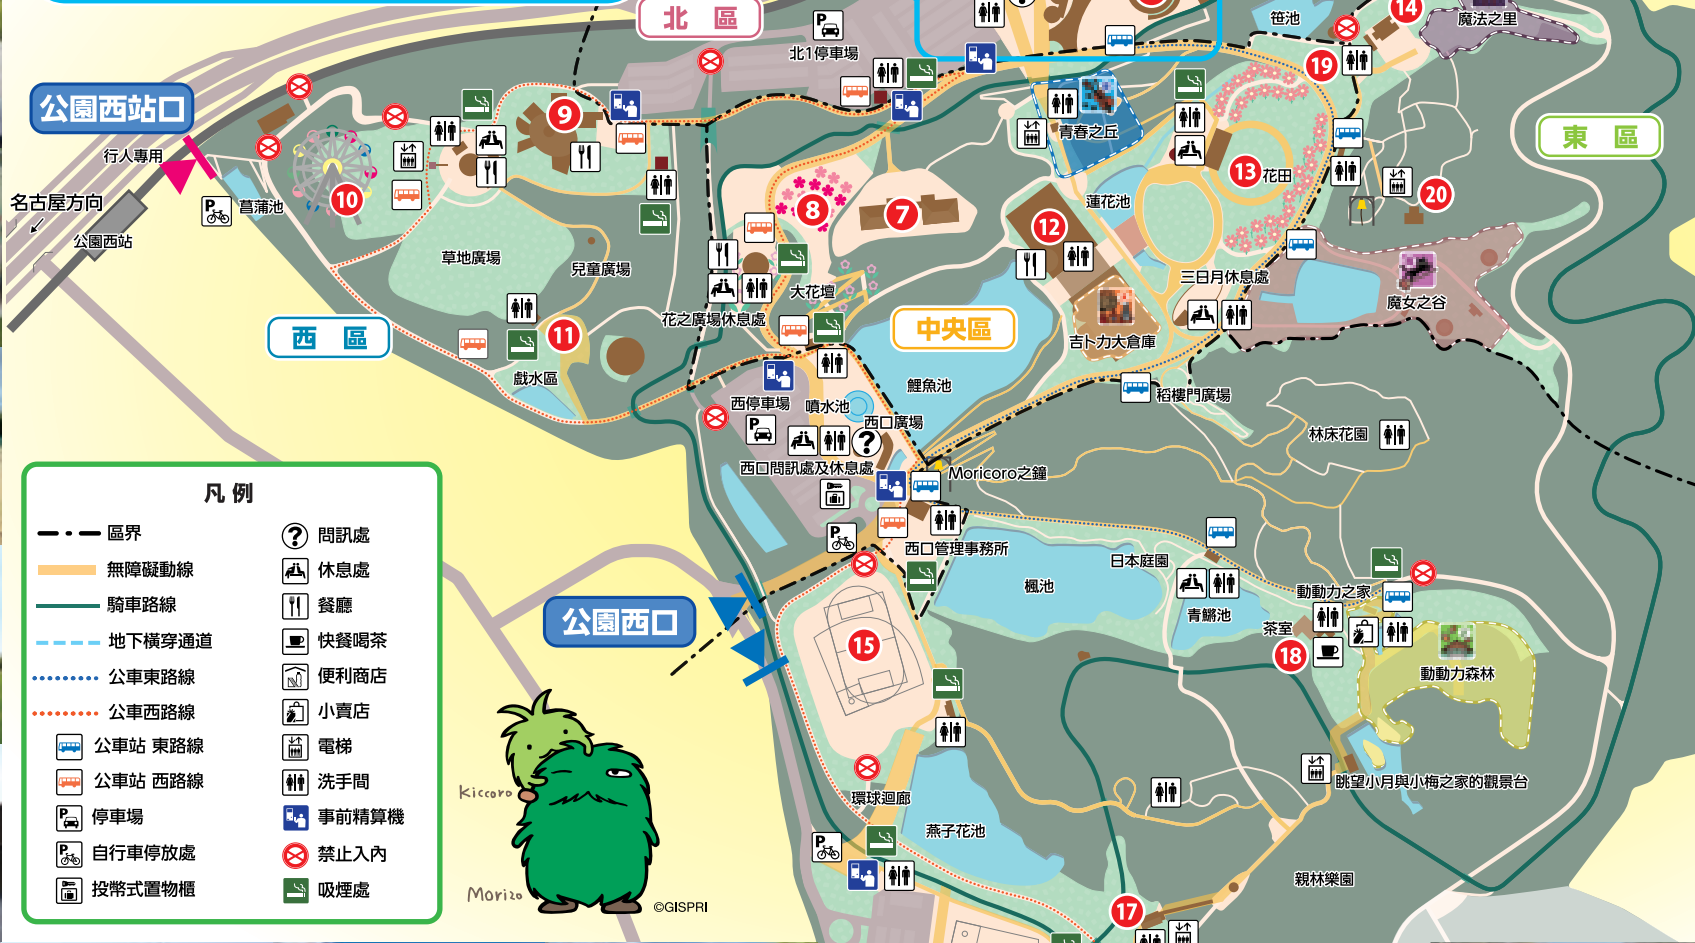 北 區
P
北1停車場
笹池
14
魔法之里
19
公園西站口
行人專用
名古屋方向
公園西站
P
菖蒲池
9
10
8
7
青春之丘
蓮花池
12
13
花田
東 區
20
草地廣場
兒童廣場
大花壇
花之廣場休息處
三日月休息處
魔女之谷
西 區
11
戲水區
中央區
吉卜力大倉庫
鯉魚池
稻樓門廣場
西停車場
噴水池
西口廣場
P
?
西口問訊處及休息處
林床花園
Moricoro之鐘
P
西口管理事務所
楓池
日本庭園
青鱂池
動動力之家
茶室
18
動動力森林
公園西口
15
環球迴廊
燕子花池
P
眺望小月與小梅之家的觀景台
親林樂園
17
凡例
區界
無障礙動線
騎車路線
地下橫穿通道
公車東路線
公車西路線
公車站 東路線
公車站 西路線
P
停車場
P
自行車停放處
投幣式置物櫃
?
問訊處
休息處
餐廳
快餐喝茶
便利商店
小賣店
電梯
洗手間
事前精算機
禁止入內
吸煙處
Kiccoro
Morizo
©GISPRI